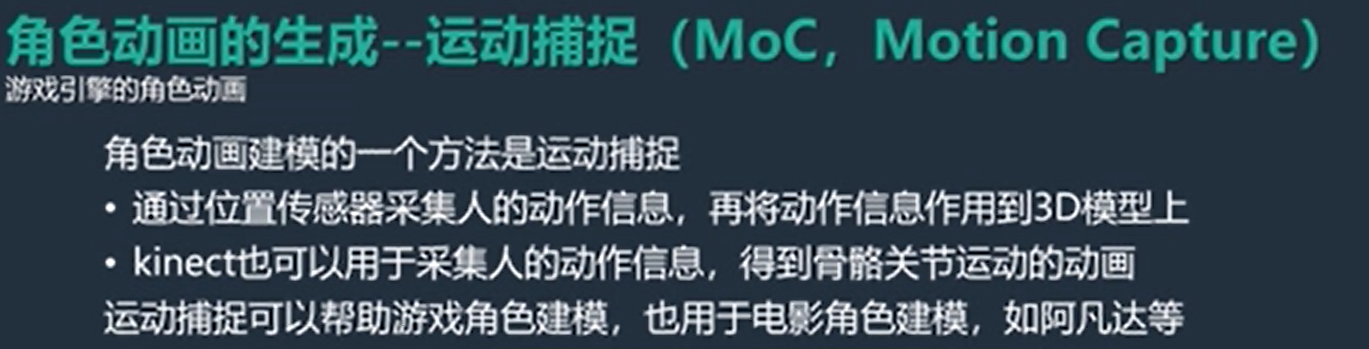 角色动画的生成--运动捕捉（MoC，Motion Capture）
游戏引擎的角色动画
角色动画建模的一个方法是运动捕捉
• 通过位置传感器采集人的动作信息，再将动作信息作用到3D模型上
• kinect也可以用于采集人的动作信息，得到骨骼关节运动的动画
运动捕捉可以帮助游戏角色建模，也用于电影角色建模，如阿凡达等